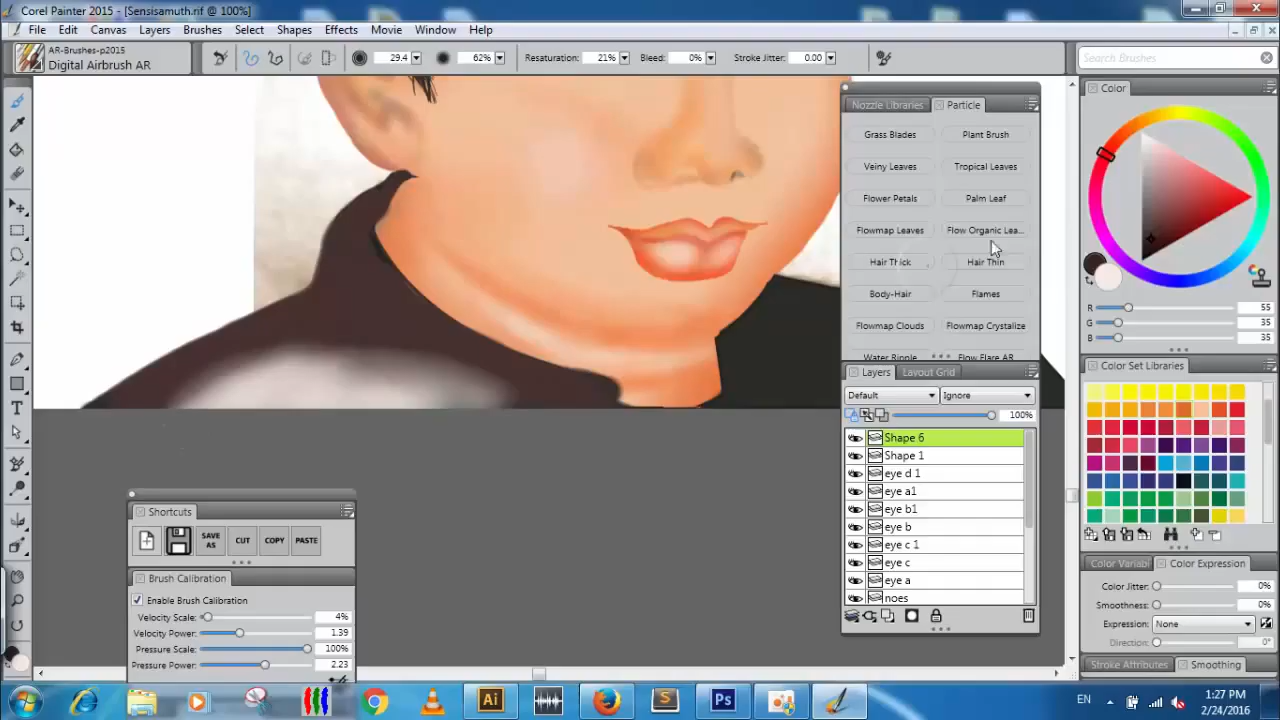 Corel Painter 2015 - [Sensisamuth.rif @ 100%]
File Edit Canvas Layers Brushes Select Shapes Effects Movie Window Help
AR-Brushes-p2015
Digital Airbrush AR
29.4
62%
Resaturation: 21%
Bleed: 0%
Stroke Jitter: 0.00
Search Brushes
Nozzle Libraries
Particle
Grass Blades
Plant Brush
Veiny Leaves
Tropical Leaves
Flower Petals
Palm Leaf
Flowmap Leaves
Flow Organic Lea...
Hair Thick
Hair Thin
Body-Hair
Flames
Flowmap Clouds
Flowmap Crystalize
Water Ripple
Flow Flare AR
Layers
Layout Grid
Default
Ignore
100%
Shape 6
Shape 1
eye d 1
eye a1
eye b1
eye b
eye c 1
eye c
eye a
noes
Color
R 55
G 35
B 35
Color Set Libraries
Color Variabi
Color Expression
Color Jitter: 0%
Smoothness: 0%
Expression: None
Direction: 0°
Stroke Attributes
Smoothing
Shortcuts
SAVE AS
CUT
COPY
PASTE
Brush Calibration
Enable Brush Calibration
Velocity Scale: 4%
Velocity Power: 1.39
Pressure Scale: 100%
Pressure Power: 2.23
T
Ai
S
Ps
EN
1:27 PM
2/24/2016